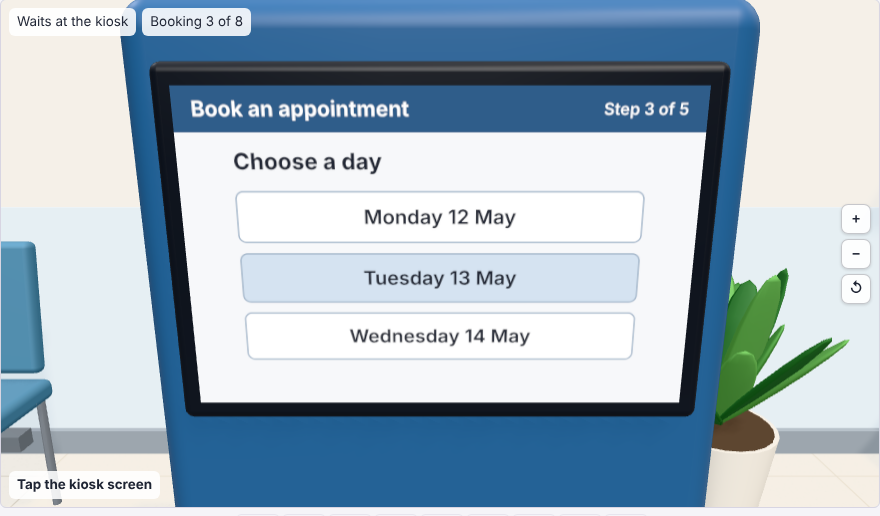 Waits at the kiosk
Booking 3 of 8
Book an appointment
Step 3 of 5
Choose a day
Monday 12 May
Tuesday 13 May
Wednesday 14 May
+
−
Tap the kiosk screen